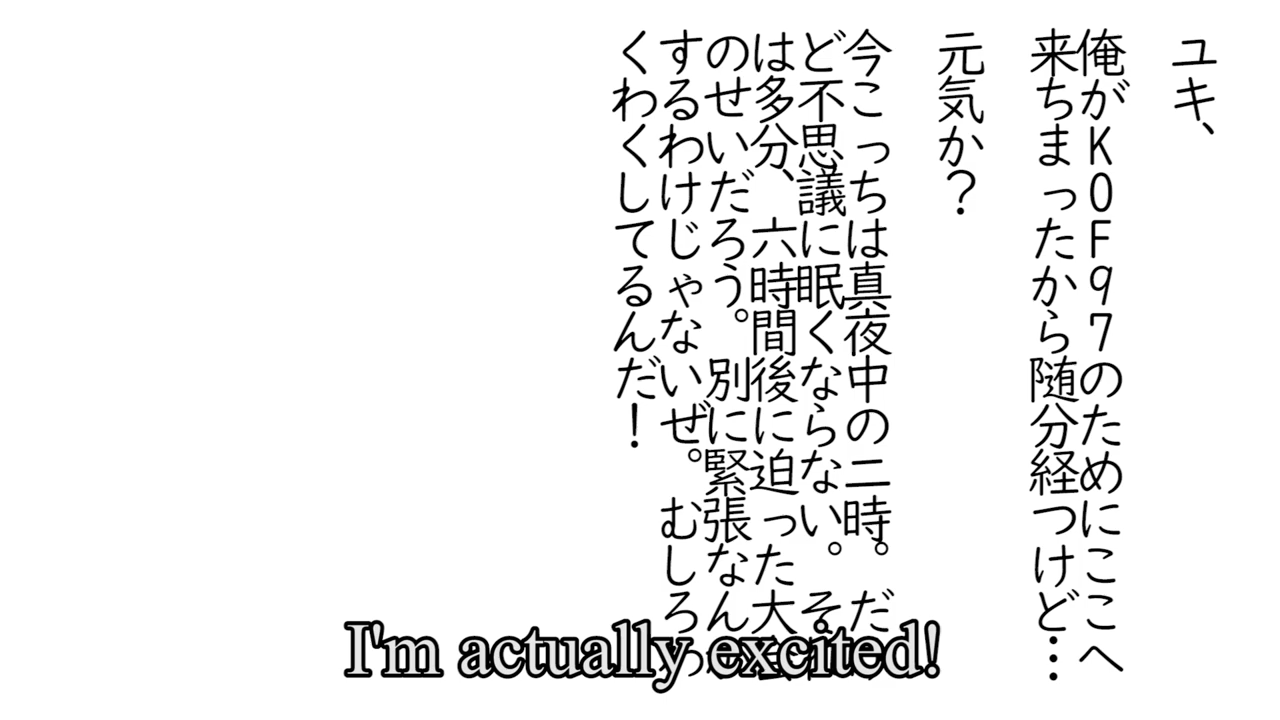 ユキ、
俺がKOF97のためにここへ
来ちまったから随分経つけど…
元気か？
今こっちは真夜中の二時。だ
ど不思議に眠くならない。そ
は多分、六時間後に迫った大
のせいだろう。別に緊張なん
するわけじゃないぜ。むしろ
くわくしてるんだ！
I'm actually excited!